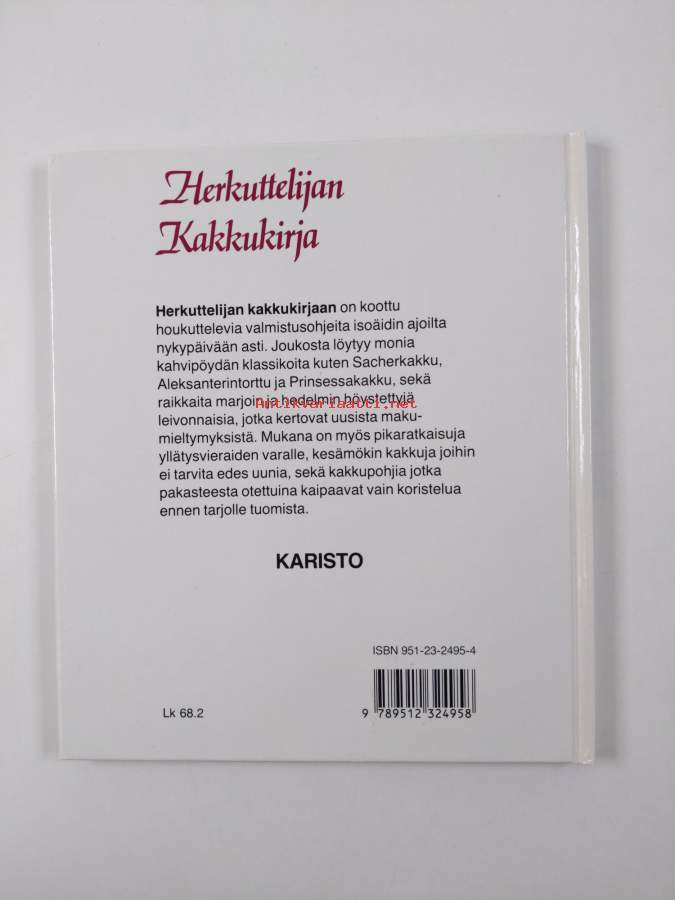 Herkuttelijan
Kakkukirja
Herkuttelijan kakkukirjaan on koottu
houkuttelevia valmistusohjeita isoäidin ajoilta
nykypäivään asti. Joukosta löytyy monia
kahvipöydän klassikoita kuten Sacherkakku,
Aleksanterintorttu ja Prinsessakakku, sekä
raikkaita marjoin ja hedelmin höystettyjä
Antikvariaatti.net
leivonnaisia, jotka kertovat uusista maku-
mieltymyksistä. Mukana on myös pikaratkaisuja
yllätysvieraiden varalle, kesämökin kakkuja joihin
ei tarvita edes uunia, sekä kakkupohjia jotka
pakasteesta otettuina kaipaavat vain koristelua
ennen tarjolle tuomista.
KARISTO
ISBN 951-23-2495-4
Lk 68.2
9 789512 324958